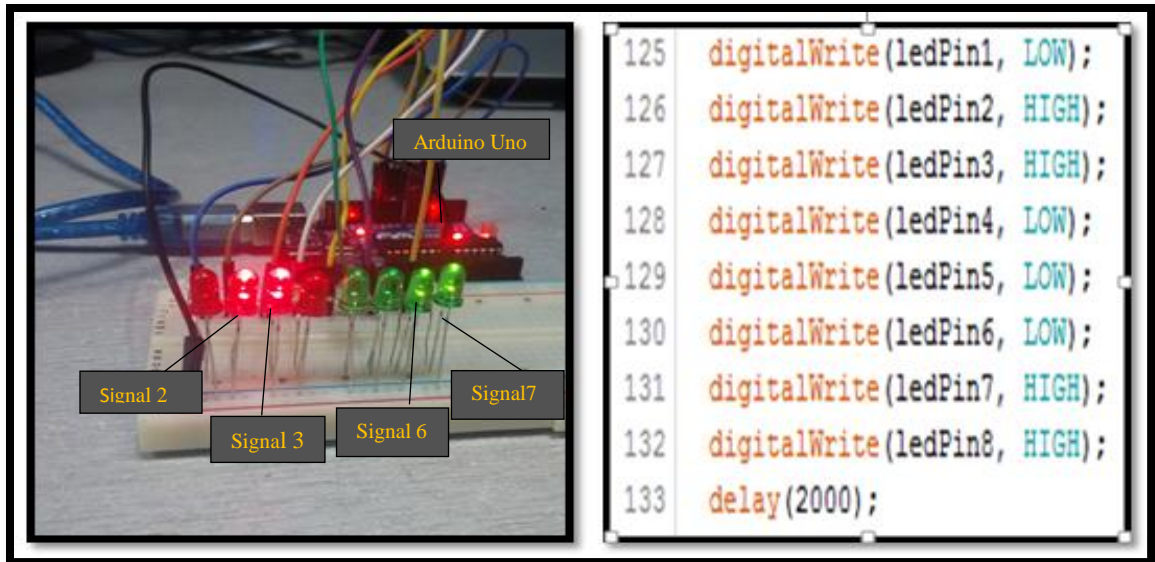 Arduino Uno
Signal 2
Signal 3
Signal 6
Signal7
125 digitalWrite(ledPin1, LOW);
126 digitalWrite(ledPin2, HIGH);
127 digitalWrite(ledPin3, HIGH);
128 digitalWrite(ledPin4, LOW);
129 digitalWrite(ledPin5, LOW);
130 digitalWrite(ledPin6, LOW);
131 digitalWrite(ledPin7, HIGH);
132 digitalWrite(ledPin8, HIGH);
133 delay(2000);